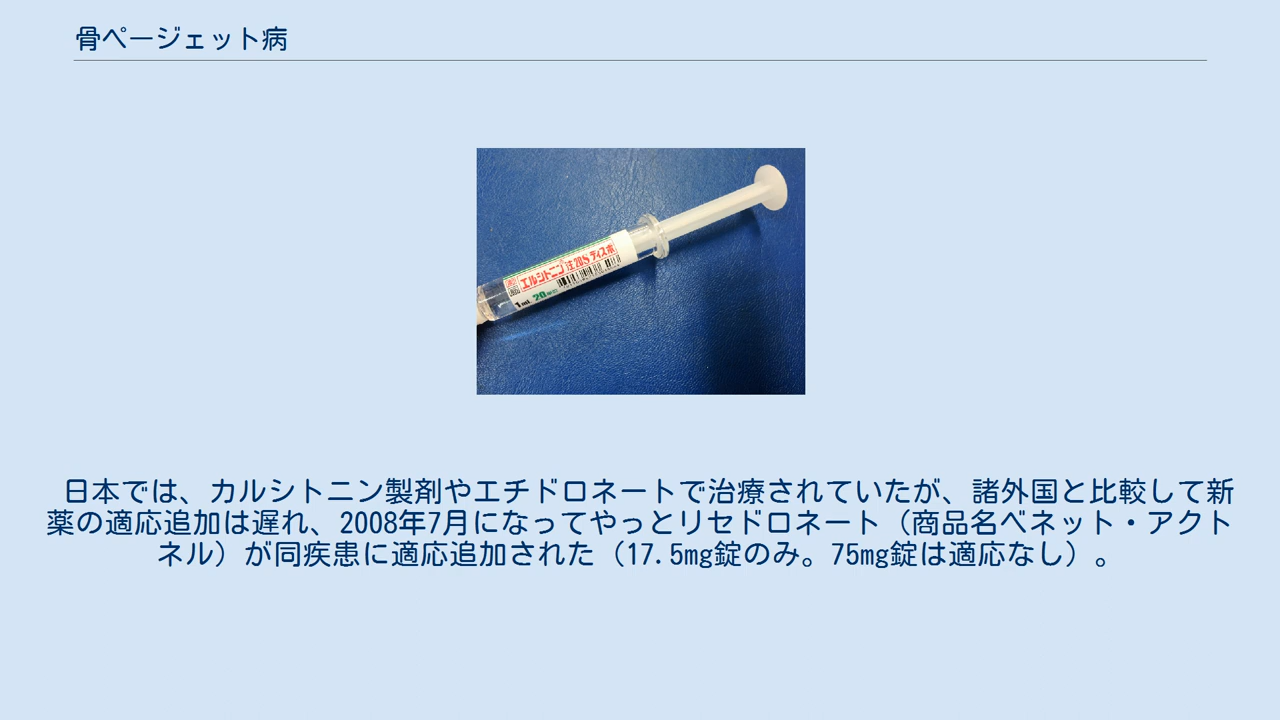 骨ページェット病
エルシトニン注20S ディスポ
1mL 20
日本では、カルシトニン製剤やエチドロネートで治療されていたが、諸外国と比較して新
薬の適応追加は遅れ、2008年7月になってやっとリセドロネート（商品名ベネット・アクト
ネル）が同疾患に適応追加された（17.5mg錠のみ。75mg錠は適応なし）。